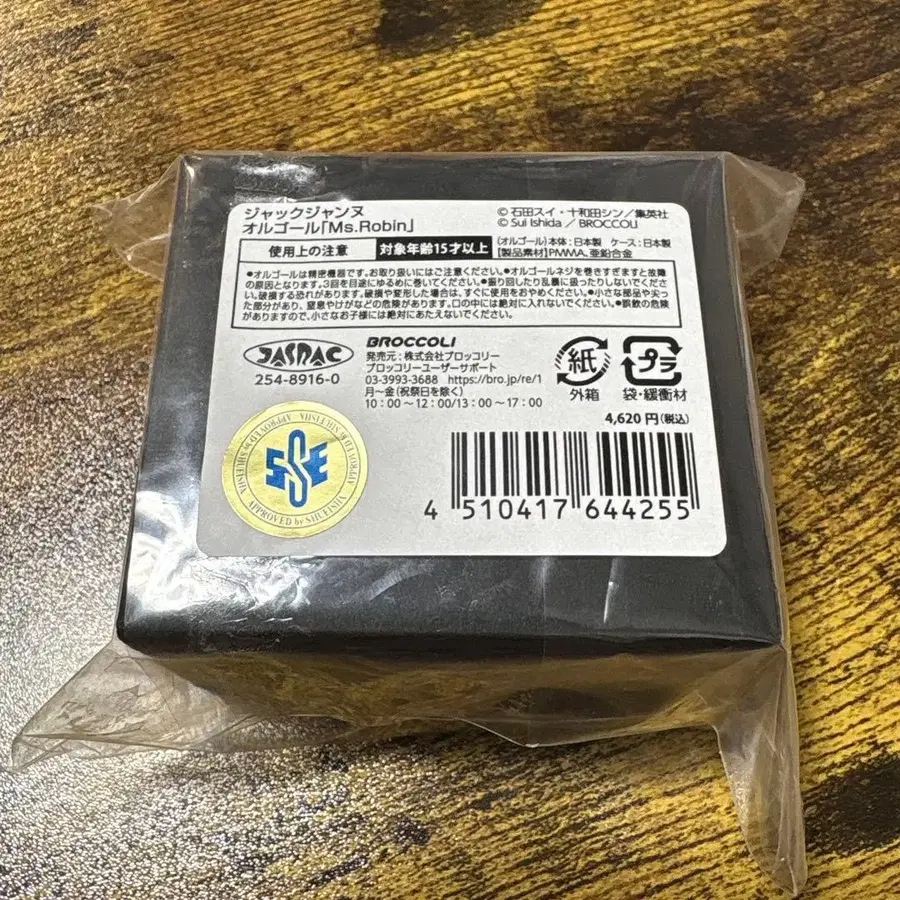 ジャックジャンヌ
オルゴール「Ms.Robin」
© 石田スイ・十和田シン／集英社
© Sui Ishida ／ BROCCOLI
使用上の注意
対象年齢15才以上
(オルゴール)本体：日本製 ケース：日本製
【製品素材】PMMA、亜鉛合金
●オルゴールは精密機器です。お取り扱いにはご注意ください。●オルゴールネジを巻きすぎますと故障
の原因となります。3回を目途にゆるめに巻いてください。●振り回したり乱暴に扱ったりしないでくださ
い。破損する恐れがあります。破損や変形した場合は、すぐに使用をおやめください。●小さな部品や尖っ
た部分があり、窒息やけがなどの危険があります。口の中には絶対に入れないでください。●誤飲の危険
がありますので、小さなお子様には絶対にあたえないでください。
JASRAC
254-8916-0
BROCCOLI
発売元：株式会社ブロッコリー
ブロッコリーユーザーサポート
03-3993-3688 https://bro.jp/re/1
月～金(祝祭日を除く)
10：00～12：00/13：00～17：00
紙
外箱
プラ
袋・緩衝材
4,620円(税込)
APPROVED by SHUEISHA
APPROVED by SHUEISHA
SSE
4 510417 644255